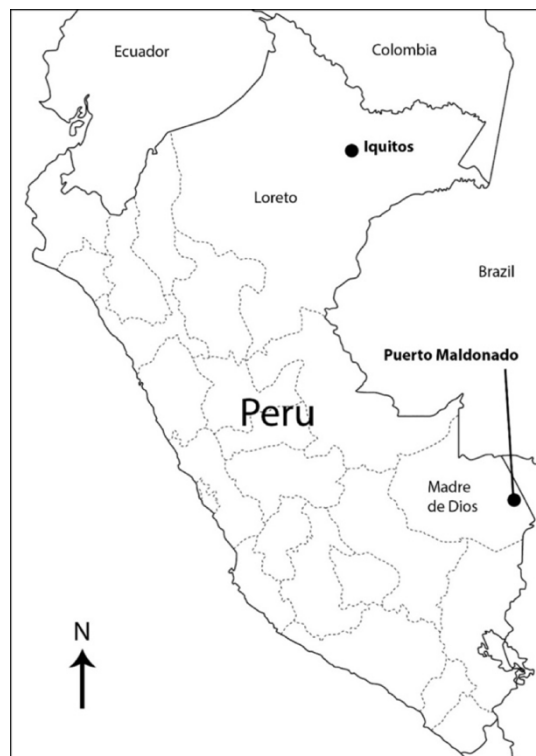 Ecuador
Colombia
Iquitos
Loreto
Brazil
Puerto Maldonado
Peru
Madre
de Dios
N